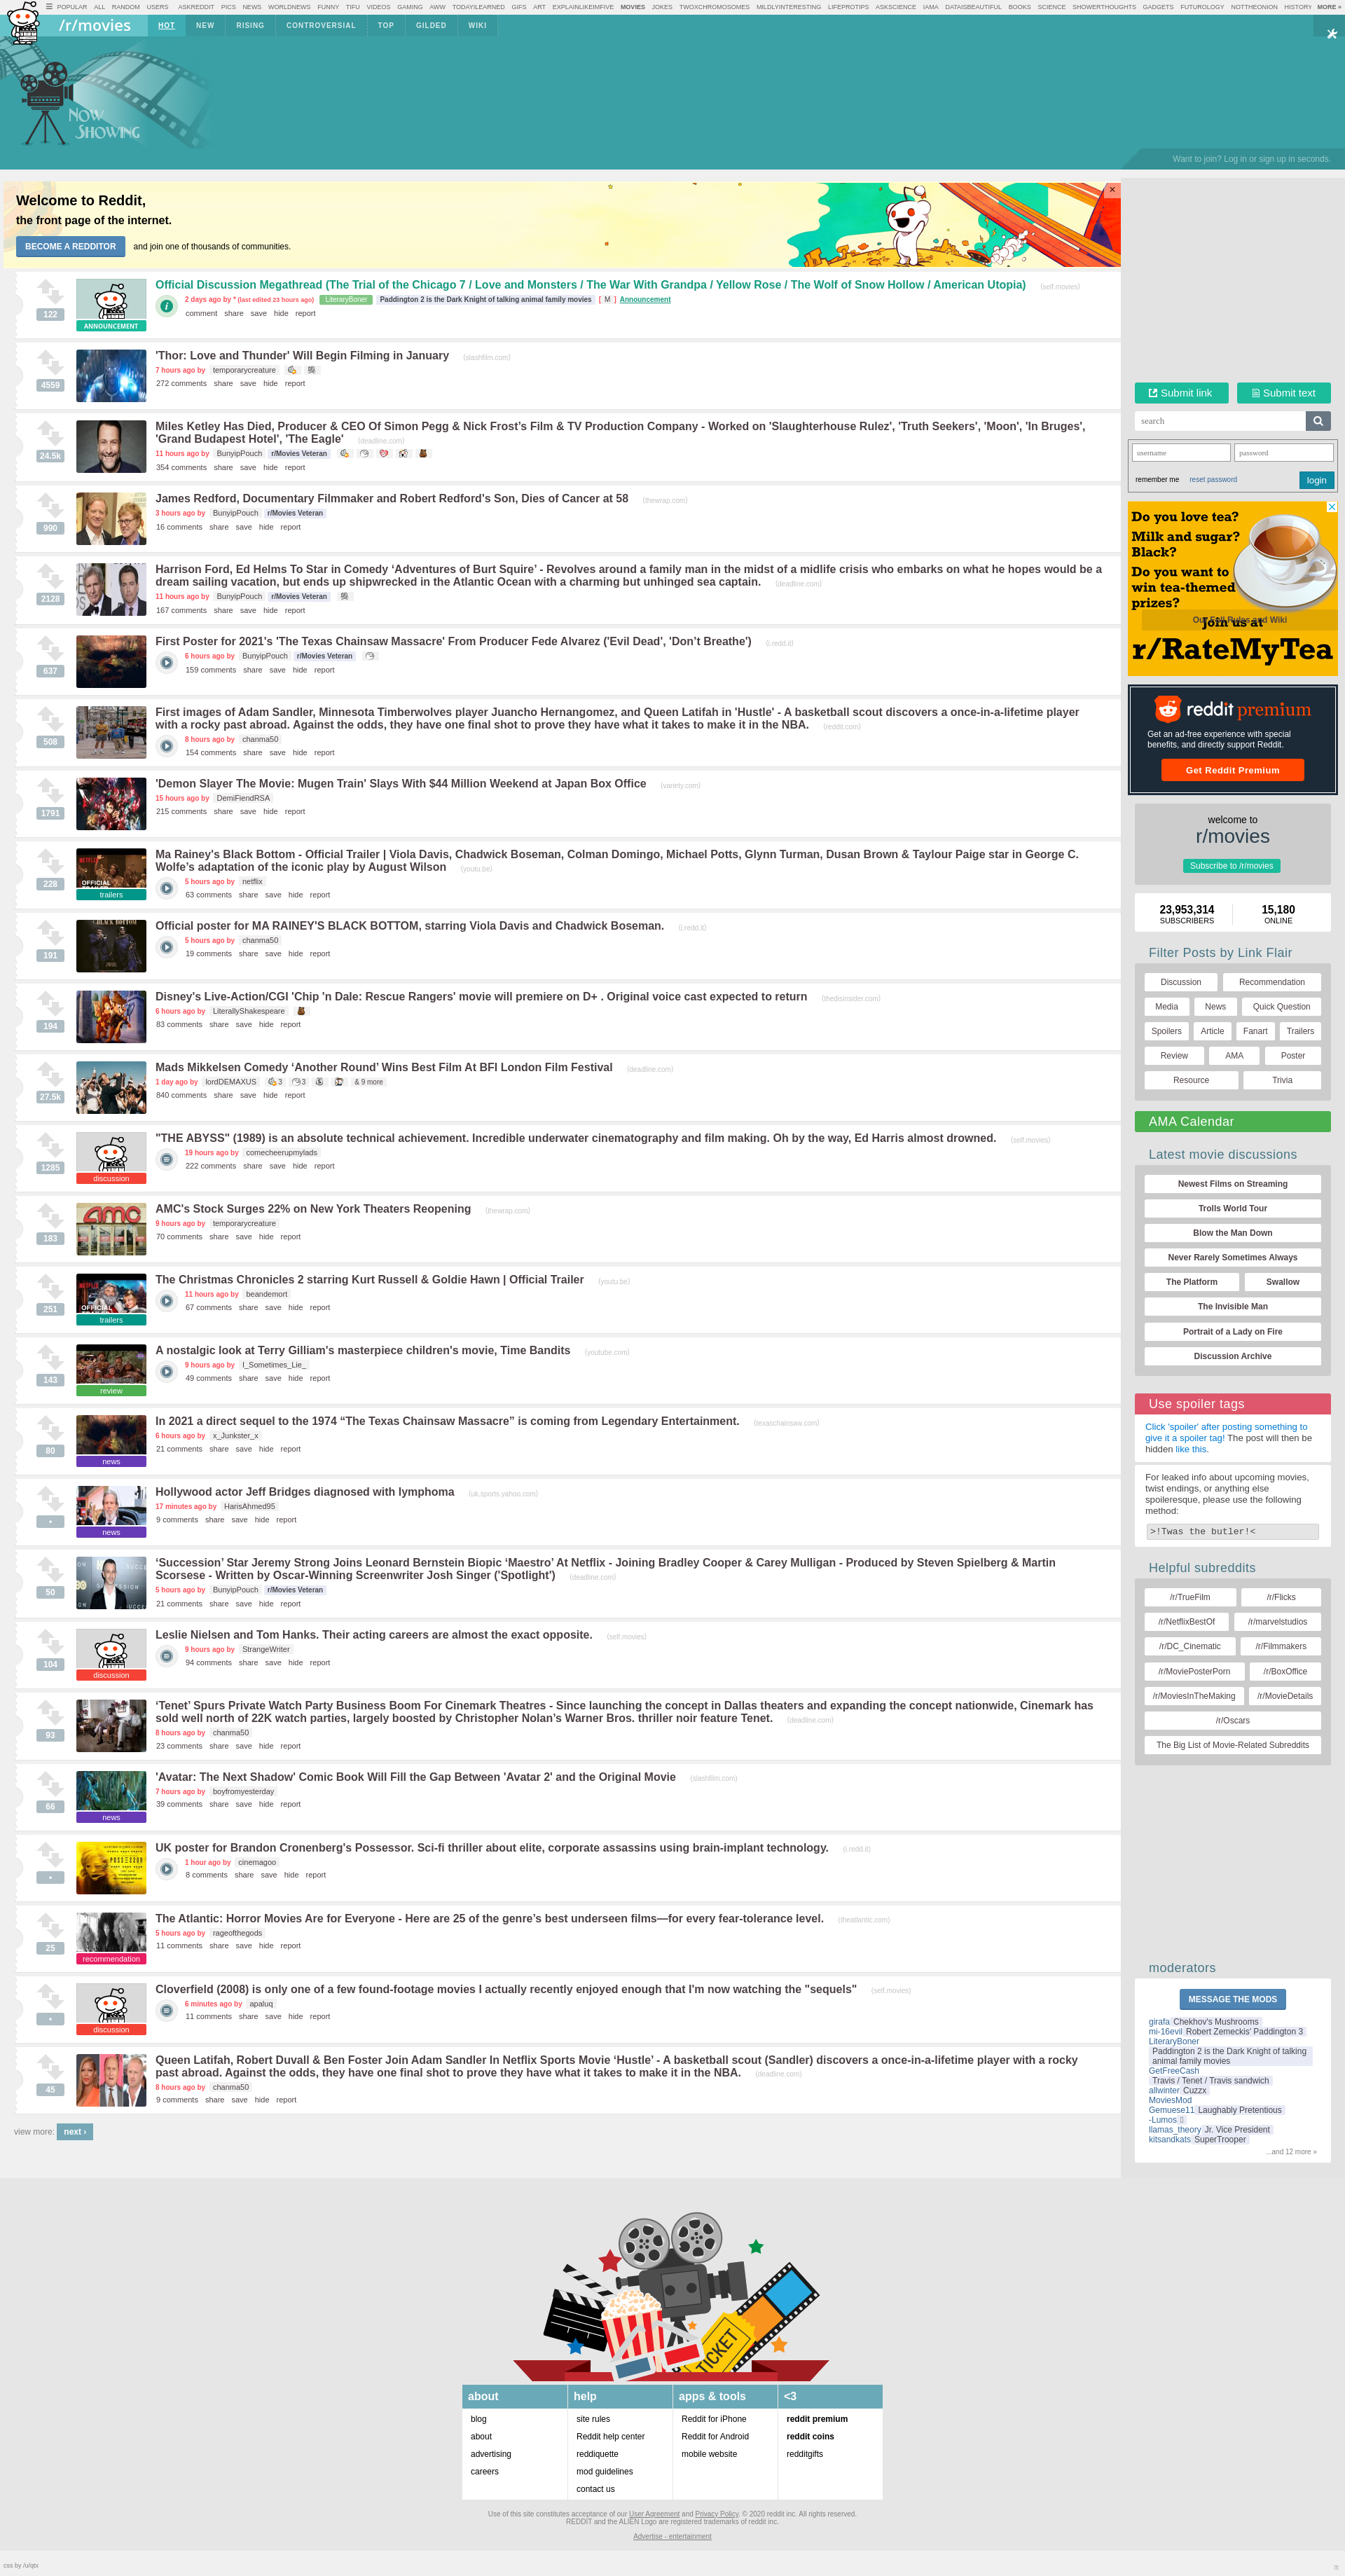 POPULAR ALL RANDOM USERS ASKREDDIT PICS NEWS WORLDNEWS FUNNY TIFU VIDEOS GAMING AWW TODAYILEARNED GIFS ART EXPLAINLIKEIMFIVE MOVIES JOKES TWOXCHROMOSOMES MILDLYINTERESTING LIFEPROTIPS ASKSCIENCE IAMA DATAISBEAUTIFUL BOOKS SCIENCE SHOWERTHOUGHTS GADGETS FUTUROLOGY NOTTHEONION HISTORY MORE »
/r/movies HOT NEW RISING CONTROVERSIAL TOP GILDED WIKI
NOW SHOWING
Want to join? Log in or sign up in seconds.
Welcome to Reddit,
the front page of the internet.
BECOME A REDDITOR and join one of thousands of communities.
122
ANNOUNCEMENT
Official Discussion Megathread (The Trial of the Chicago 7 / Love and Monsters / The War With Grandpa / Yellow Rose / The Wolf of Snow Hollow / American Utopia) (self.movies)
2 days ago by * (last edited 23 hours ago) LiteraryBoner Paddington 2 is the Dark Knight of talking animal family movies [ M ] Announcement
comment share save hide report
4559
'Thor: Love and Thunder' Will Begin Filming in January (slashfilm.com)
7 hours ago by temporarycreature
272 comments share save hide report
24.5k
Miles Ketley Has Died, Producer & CEO Of Simon Pegg & Nick Frost’s Film & TV Production Company - Worked on 'Slaughterhouse Rulez', 'Truth Seekers', 'Moon', 'In Bruges',
'Grand Budapest Hotel', 'The Eagle' (deadline.com)
11 hours ago by BunyipPouch r/Movies Veteran
354 comments share save hide report
990
James Redford, Documentary Filmmaker and Robert Redford's Son, Dies of Cancer at 58 (thewrap.com)
3 hours ago by BunyipPouch r/Movies Veteran
16 comments share save hide report
2128
Harrison Ford, Ed Helms To Star in Comedy ‘Adventures of Burt Squire’ - Revolves around a family man in the midst of a midlife crisis who embarks on what he hopes would be a
dream sailing vacation, but ends up shipwrecked in the Atlantic Ocean with a charming but unhinged sea captain. (deadline.com)
11 hours ago by BunyipPouch r/Movies Veteran
167 comments share save hide report
637
First Poster for 2021's 'The Texas Chainsaw Massacre' From Producer Fede Alvarez ('Evil Dead', 'Don’t Breathe') (i.redd.it)
6 hours ago by BunyipPouch r/Movies Veteran
159 comments share save hide report
508
First images of Adam Sandler, Minnesota Timberwolves player Juancho Hernangomez, and Queen Latifah in 'Hustle' - A basketball scout discovers a once-in-a-lifetime player
with a rocky past abroad. Against the odds, they have one final shot to prove they have what it takes to make it in the NBA. (reddit.com)
8 hours ago by chanma50
154 comments share save hide report
1791
'Demon Slayer The Movie: Mugen Train' Slays With $44 Million Weekend at Japan Box Office (variety.com)
15 hours ago by DemiFiendRSA
215 comments share save hide report
228
NETFLIX
OFFICIAL
trailers
Ma Rainey's Black Bottom - Official Trailer | Viola Davis, Chadwick Boseman, Colman Domingo, Michael Potts, Glynn Turman, Dusan Brown & Taylour Paige star in George C.
Wolfe’s adaptation of the iconic play by August Wilson (youtu.be)
5 hours ago by netflix
63 comments share save hide report
191
Official poster for MA RAINEY'S BLACK BOTTOM, starring Viola Davis and Chadwick Boseman. (i.redd.it)
5 hours ago by chanma50
19 comments share save hide report
194
Disney's Live-Action/CGI 'Chip 'n Dale: Rescue Rangers' movie will premiere on D+ . Original voice cast expected to return (thedisinsider.com)
6 hours ago by LiterallyShakespeare
83 comments share save hide report
27.5k
Mads Mikkelsen Comedy ‘Another Round’ Wins Best Film At BFI London Film Festival (deadline.com)
1 day ago by lordDEMAXUS 3 3 & 9 more
840 comments share save hide report
1285
discussion
"THE ABYSS" (1989) is an absolute technical achievement. Incredible underwater cinematography and film making. Oh by the way, Ed Harris almost drowned. (self.movies)
19 hours ago by comecheerupmylads
222 comments share save hide report
183
amc
AMC's Stock Surges 22% on New York Theaters Reopening (thewrap.com)
9 hours ago by temporarycreature
70 comments share save hide report
251
NETFLIX
OFFICIAL
trailers
The Christmas Chronicles 2 starring Kurt Russell & Goldie Hawn | Official Trailer (youtu.be)
11 hours ago by beandemort
67 comments share save hide report
143
review
A nostalgic look at Terry Gilliam's masterpiece children's movie, Time Bandits (youtube.com)
9 hours ago by I_Sometimes_Lie_
49 comments share save hide report
80
news
In 2021 a direct sequel to the 1974 “The Texas Chainsaw Massacre” is coming from Legendary Entertainment. (texaschainsaw.com)
6 hours ago by x_Junkster_x
21 comments share save hide report
•
news
Hollywood actor Jeff Bridges diagnosed with lymphoma (uk.sports.yahoo.com)
17 minutes ago by HarisAhmed95
9 comments share save hide report
50
‘Succession’ Star Jeremy Strong Joins Leonard Bernstein Biopic ‘Maestro’ At Netflix - Joining Bradley Cooper & Carey Mulligan - Produced by Steven Spielberg & Martin
Scorsese - Written by Oscar-Winning Screenwriter Josh Singer ('Spotlight') (deadline.com)
5 hours ago by BunyipPouch r/Movies Veteran
21 comments share save hide report
104
discussion
Leslie Nielsen and Tom Hanks. Their acting careers are almost the exact opposite. (self.movies)
9 hours ago by StrangeWriter
94 comments share save hide report
93
‘Tenet’ Spurs Private Watch Party Business Boom For Cinemark Theatres - Since launching the concept in Dallas theaters and expanding the concept nationwide, Cinemark has
sold well north of 22K watch parties, largely boosted by Christopher Nolan’s Warner Bros. thriller noir feature Tenet. (deadline.com)
8 hours ago by chanma50
23 comments share save hide report
66
news
'Avatar: The Next Shadow' Comic Book Will Fill the Gap Between 'Avatar 2' and the Original Movie (slashfilm.com)
7 hours ago by boyfromyesterday
39 comments share save hide report
•
UK poster for Brandon Cronenberg's Possessor. Sci-fi thriller about elite, corporate assassins using brain-implant technology. (i.redd.it)
1 hour ago by cinemagoo
8 comments share save hide report
25
recommendation
The Atlantic: Horror Movies Are for Everyone - Here are 25 of the genre’s best underseen films—for every fear-tolerance level. (theatlantic.com)
5 hours ago by rageofthegods
11 comments share save hide report
•
discussion
Cloverfield (2008) is only one of a few found-footage movies I actually recently enjoyed enough that I'm now watching the "sequels" (self.movies)
6 minutes ago by apaluq
11 comments share save hide report
45
Queen Latifah, Robert Duvall & Ben Foster Join Adam Sandler In Netflix Sports Movie ‘Hustle’ - A basketball scout (Sandler) discovers a once-in-a-lifetime player with a rocky
past abroad. Against the odds, they have one final shot to prove they have what it takes to make it in the NBA. (deadline.com)
8 hours ago by chanma50
9 comments share save hide report
view more: next ›
Submit link Submit text
search
username password
remember me reset password login
Do you love tea?
Milk and sugar?
Black?
Do you want to
win tea-themed
prizes?
Our Full Rules and Wiki
Join us at
r/RateMyTea
reddit premium
Get an ad-free experience with special
benefits, and directly support Reddit.
Get Reddit Premium
welcome to
r/movies
Subscribe to /r/movies
23,953,314 15,180
SUBSCRIBERS ONLINE
Filter Posts by Link Flair
Discussion Recommendation
Media News Quick Question
Spoilers Article Fanart Trailers
Review AMA Poster
Resource Trivia
AMA Calendar
Latest movie discussions
Newest Films on Streaming
Trolls World Tour
Blow the Man Down
Never Rarely Sometimes Always
The Platform Swallow
The Invisible Man
Portrait of a Lady on Fire
Discussion Archive
Use spoiler tags
Click 'spoiler' after posting something to
give it a spoiler tag! The post will then be
hidden like this.
For leaked info about upcoming movies,
twist endings, or anything else
spoileresque, please use the following
method:
>!Twas the butler!<
Helpful subreddits
/r/TrueFilm /r/Flicks
/r/NetflixBestOf /r/marvelstudios
/r/DC_Cinematic /r/Filmmakers
/r/MoviePosterPorn /r/BoxOffice
/r/MoviesInTheMaking /r/MovieDetails
/r/Oscars
The Big List of Movie-Related Subreddits
moderators
MESSAGE THE MODS
girafa Chekhov's Mushrooms
mi-16evil Robert Zemeckis' Paddington 3
LiteraryBoner
Paddington 2 is the Dark Knight of talking
animal family movies
GetFreeCash
Travis / Tenet / Travis sandwich
allwinter Cuzzx
MoviesMod
Gemuese11 Laughably Pretentious
-Lumos
llamas_theory Jr. Vice President
kitsandkats SuperTrooper
...and 12 more »
TICKET
about help apps & tools <3
blog site rules Reddit for iPhone reddit premium
about Reddit help center Reddit for Android reddit coins
advertising reddiquette mobile website redditgifts
careers mod guidelines
contact us
Use of this site constitutes acceptance of our User Agreement and Privacy Policy. © 2020 reddit inc. All rights reserved.
REDDIT and the ALIEN Logo are registered trademarks of reddit inc.
Advertise - entertainment
css by /u/qtx
π